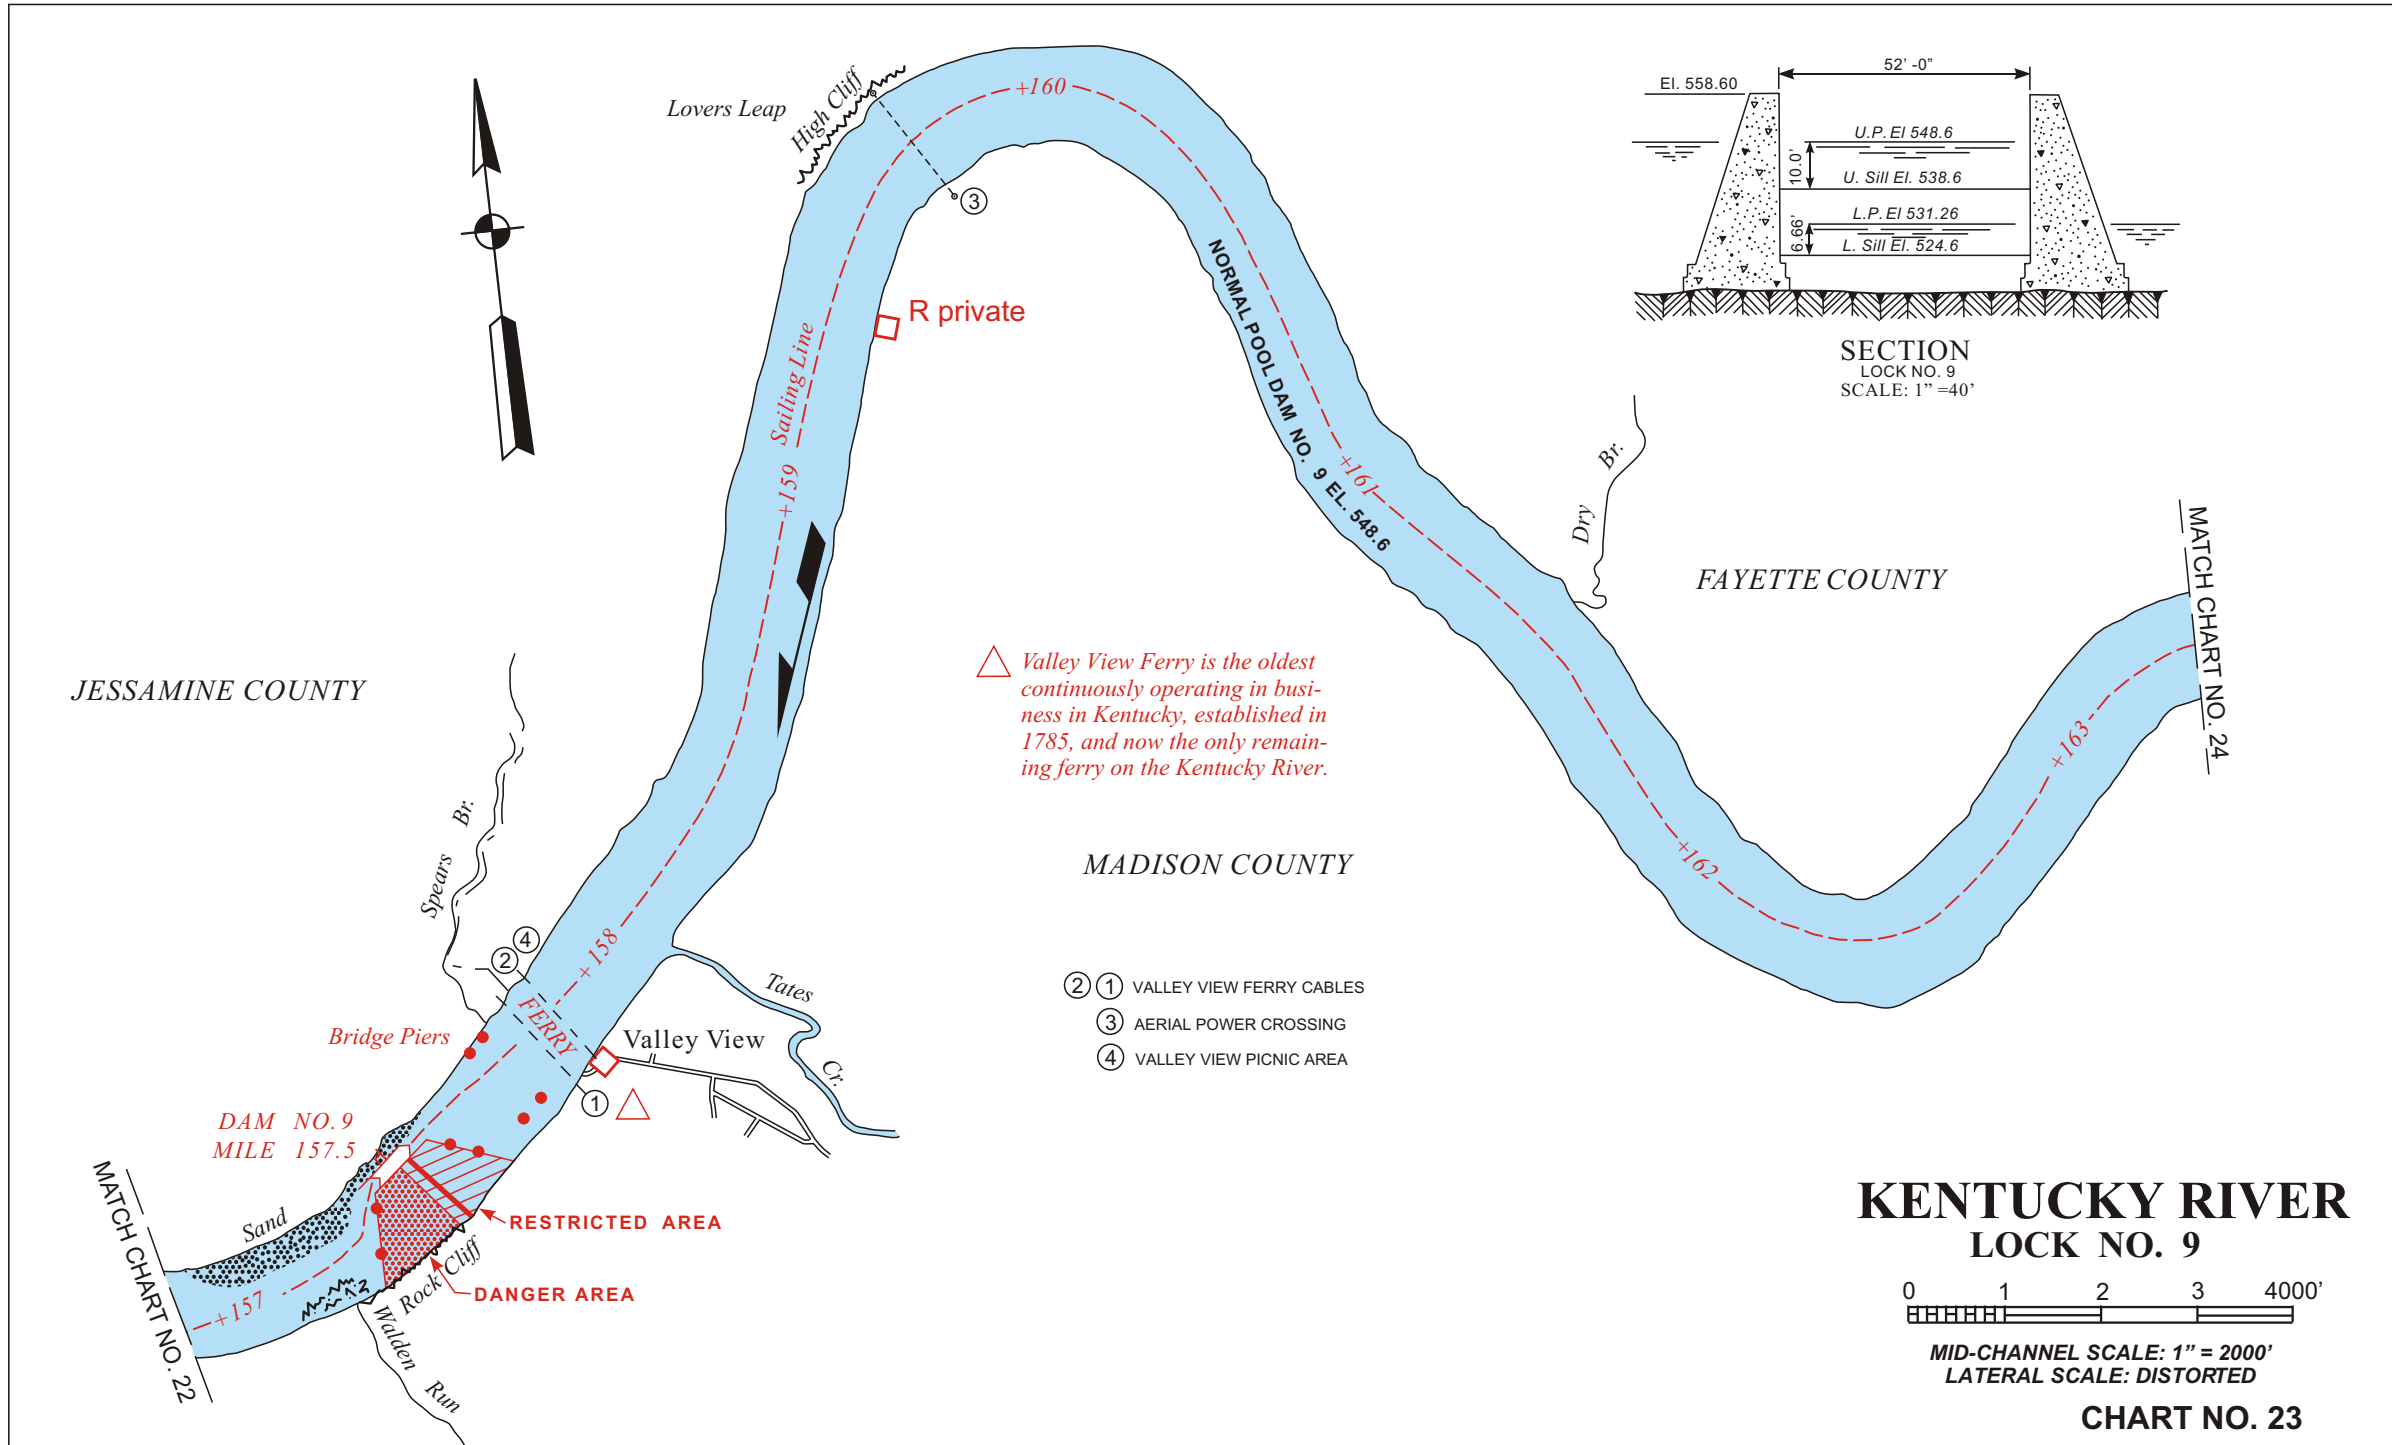 Lovers Leap
High Cliff
+160
3
R private
Sailing Line
+159
NORMAL POOL DAM NO. 9 EL. 548.6
+161
El. 558.60
52' -0”
U.P. El 548.6
10.0'
U. Sill El. 538.6
L.P. El 531.26
6.66'
L. Sill El. 524.6
SECTION
LOCK NO. 9
SCALE: 1” =40'
Dry Br.
FAYETTE COUNTY
MATCH CHART NO. 24
JESSAMINE COUNTY
Valley View Ferry is the oldest
continuously operating in busi-
ness in Kentucky, established in
1785, and now the only remain-
ing ferry on the Kentucky River.
MADISON COUNTY
+162
+163
Spears Br.
4
2
+158
FERRY
Bridge Piers
Valley View
1
Tates Cr.
2 1 VALLEY VIEW FERRY CABLES
3 AERIAL POWER CROSSING
4 VALLEY VIEW PICNIC AREA
DAM NO. 9
MILE 157.5
MATCH CHART NO. 22
Sand
+157
RESTRICTED AREA
Rock Cliff
DANGER AREA
Walden Run
KENTUCKY RIVER
LOCK NO. 9
0 1 2 3 4000'
MID-CHANNEL SCALE: 1” = 2000'
LATERAL SCALE: DISTORTED
CHART NO. 23